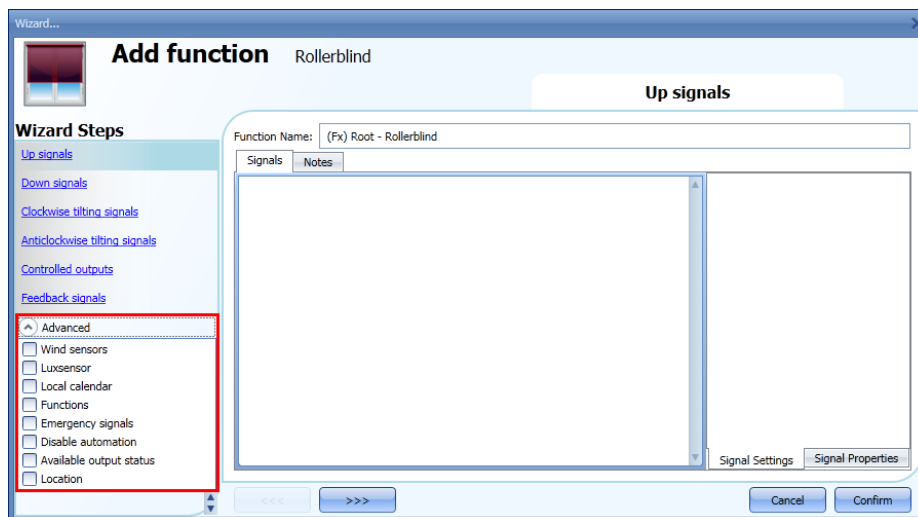 Wizard...
Add function Rollerblind
Up signals
Wizard Steps
Up signals
Down signals
Clockwise tilting signals
Anticlockwise tilting signals
Controlled outputs
Feedback signals
Advanced
Wind sensors
Luxsensor
Local calendar
Functions
Emergency signals
Disable automation
Available output status
Location
Function Name: (Fx) Root - Rollerblind
Signals Notes
Signal Settings Signal Properties
<<< >>> Cancel Confirm